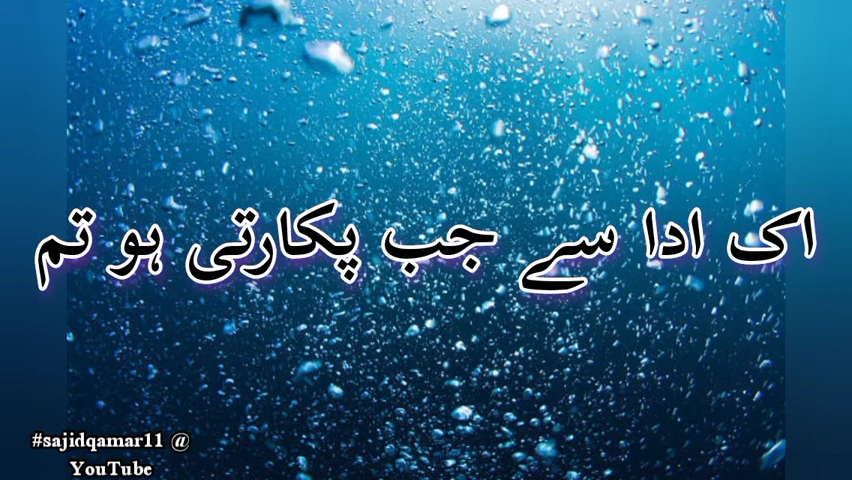 اک ادا سے جب پکارتی ہو تم
#sajidqamar11 @
YouTube